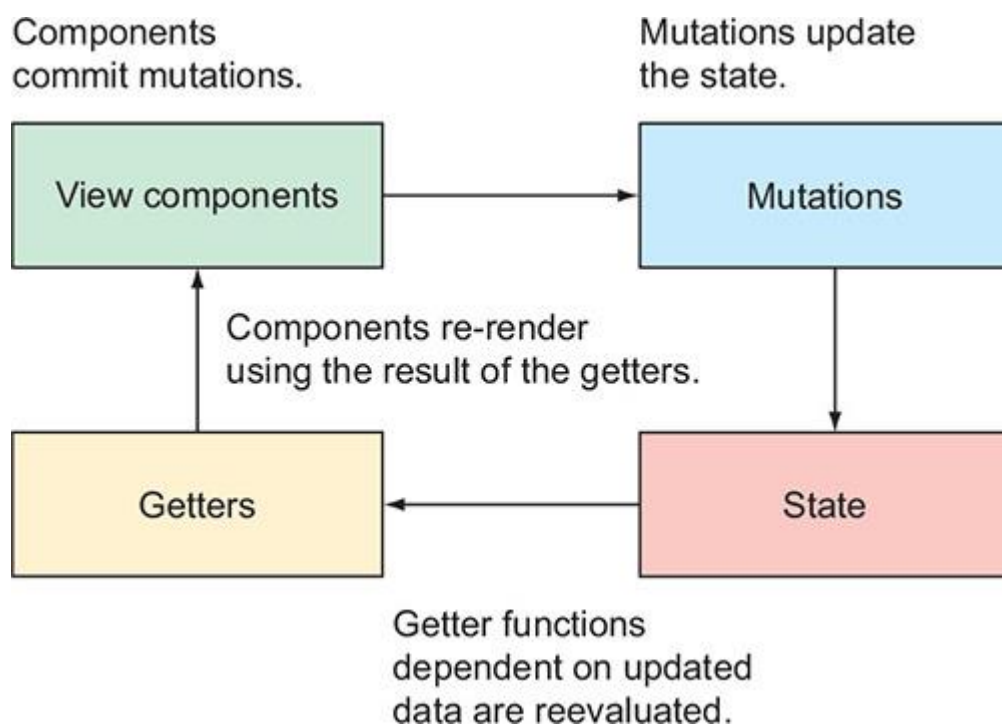 Components
commit mutations.
Mutations update
the state.
View components
Mutations
Components re-render
using the result of the getters.
Getters
State
Getter functions
dependent on updated
data are reevaluated.